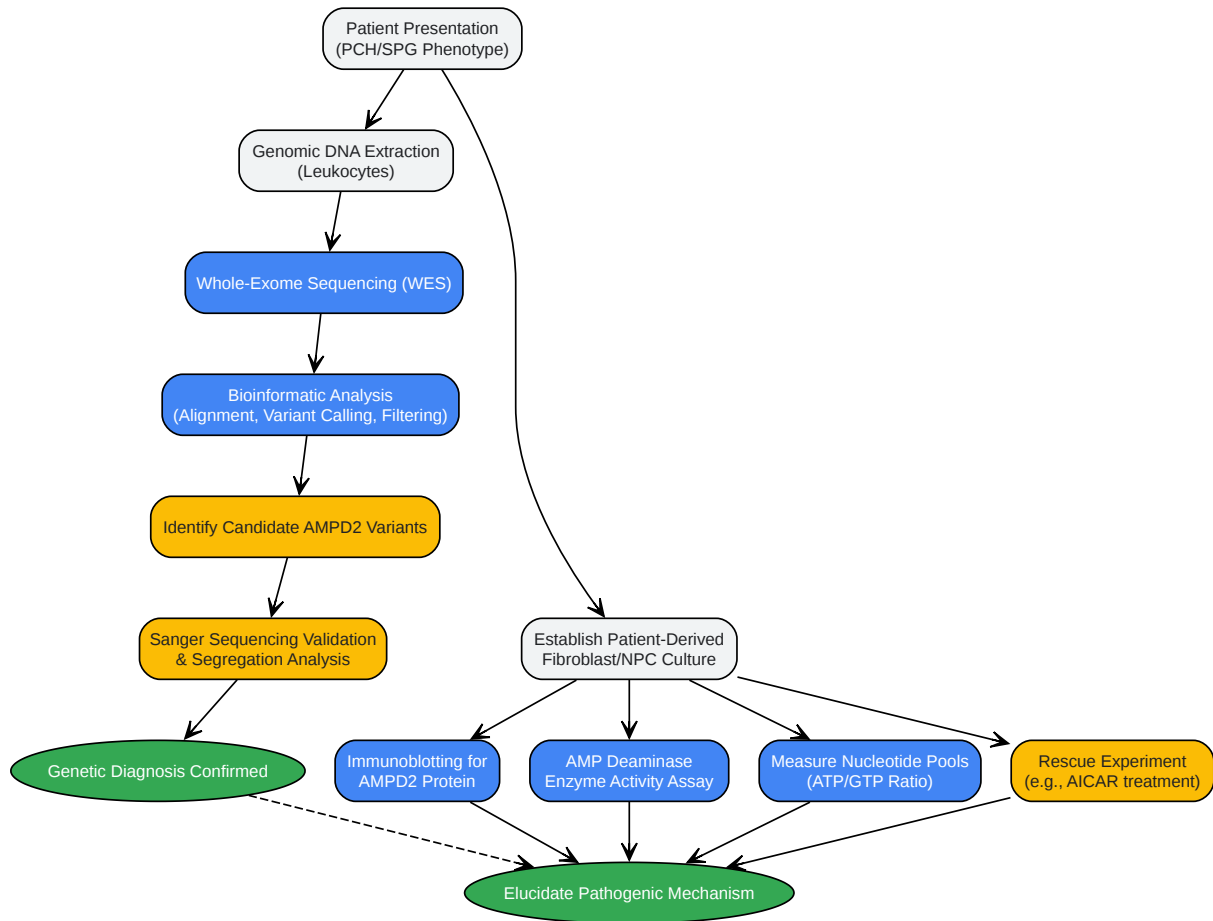 Patient Presentation
(PCH/SPG Phenotype)
Genomic DNA Extraction
(Leukocytes)
Whole-Exome Sequencing (WES)
Bioinformatic Analysis
(Alignment, Variant Calling, Filtering)
Identify Candidate AMPD2 Variants
Sanger Sequencing Validation
& Segregation Analysis
Establish Patient-Derived
Fibroblast/NPC Culture
Genetic Diagnosis Confirmed
Immunoblotting for
AMPD2 Protein
AMP Deaminase
Enzyme Activity Assay
Measure Nucleotide Pools
(ATP/GTP Ratio)
Rescue Experiment
(e.g., AICAR treatment)
Elucidate Pathogenic Mechanism